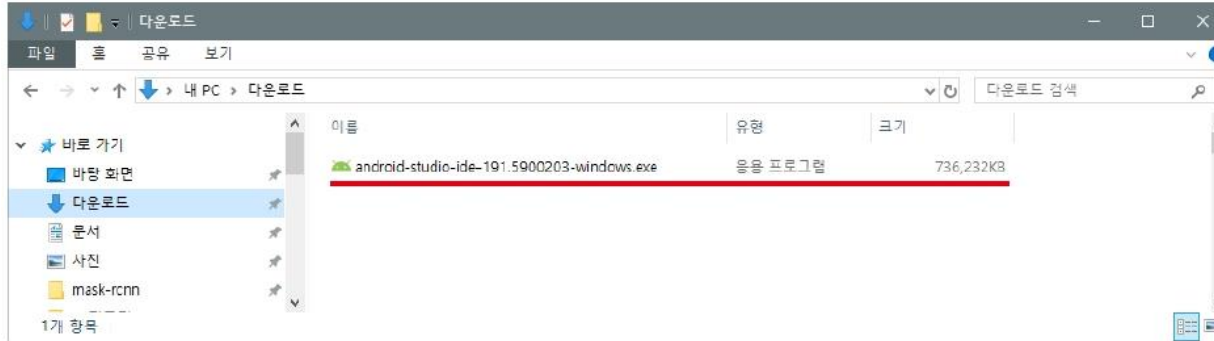 다운로드
파일 홈 공유 보기
내 PC 다운로드 다운로드 검색
이름 유형 크기
바로 가기
android-studio-ide-191.5900203-windows.exe 응용 프로그램 736,232KB
바탕 화면
다운로드
문서
사진
mask-rcnn
1개 항목